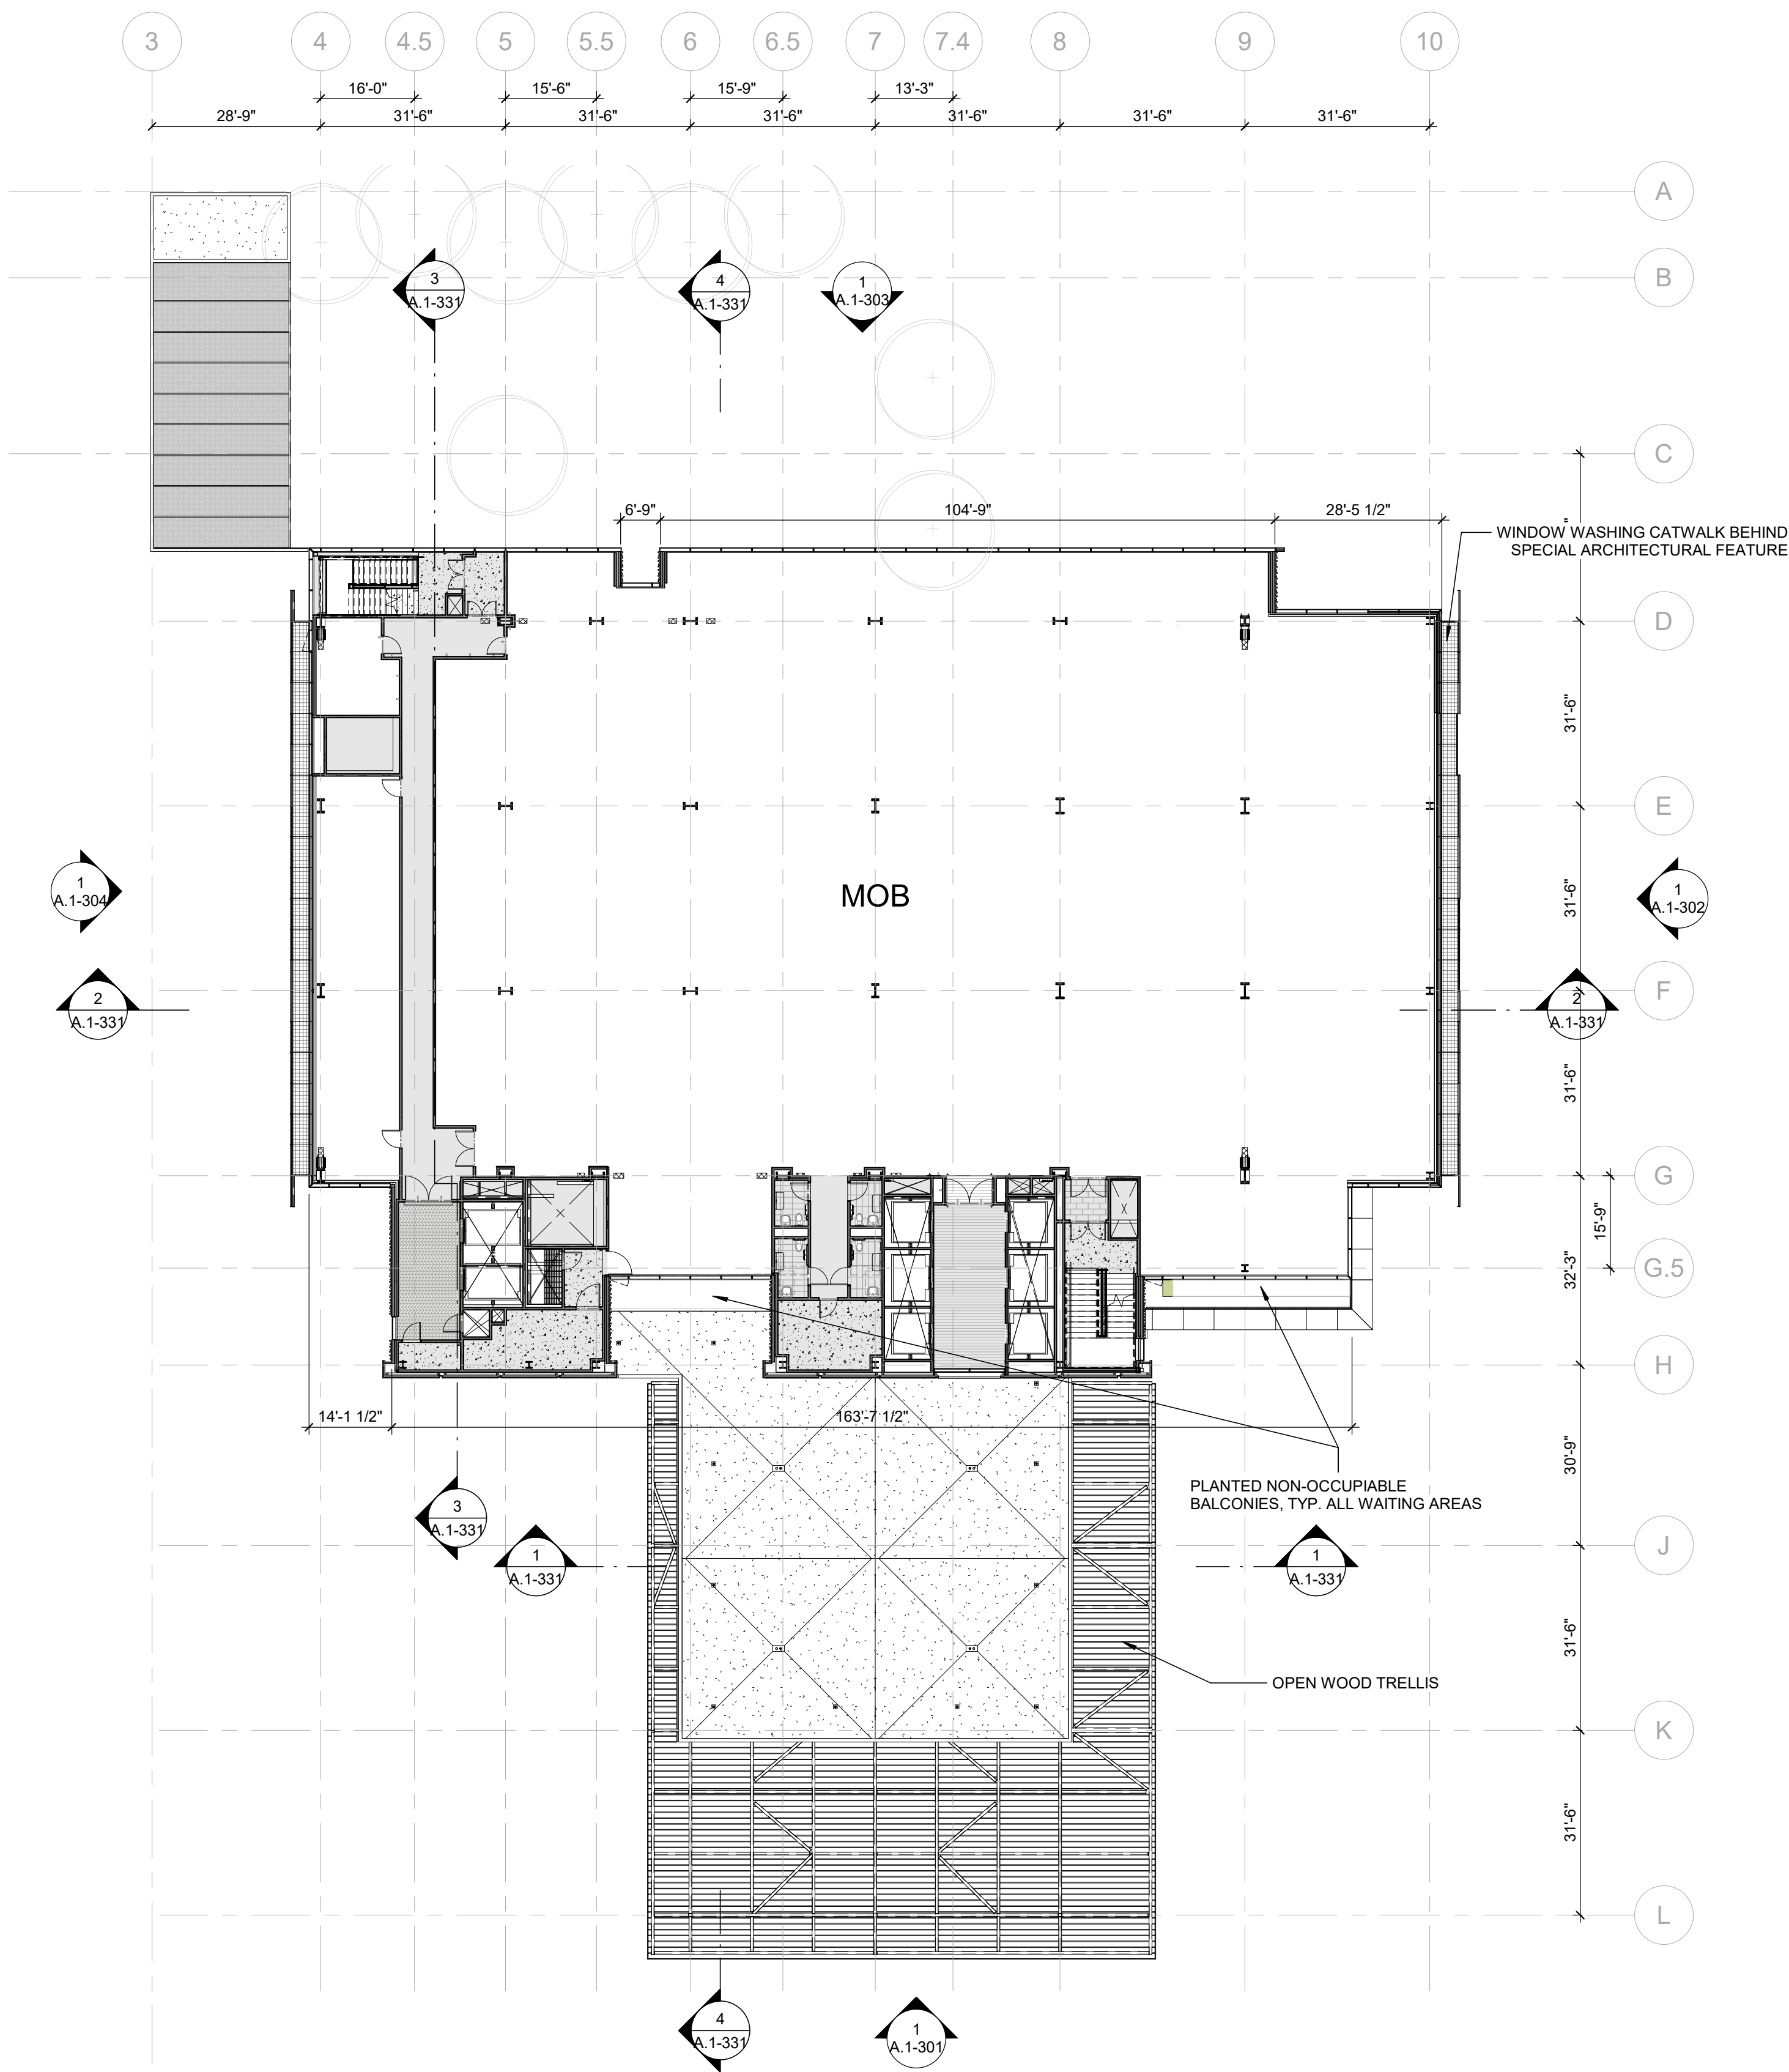 3 4 4.5 5 5.5 6 6.5 7 7.4 8 9 10
16'-0" 15'-6" 15'-9" 13'-3"
28'-9" 31'-6" 31'-6" 31'-6" 31'-6" 31'-6" 31'-6"
A
B
3
A.1-331
4
A.1-331
1
A.1-303
C
6'-9" 104'-9" 28'-5 1/2"
"
WINDOW WASHING CATWALK BEHIND
SPECIAL ARCHITECTURAL FEATURE
D
31'-6"
E
1
A.1-304
MOB
31'-6"
1
A.1-302
F
2
A.1-331
2
A.1-331
31'-6"
G
15'-9"
G.5
32'-3"
H
14'-1 1/2" 163'-7 1/2"
30'-9"
PLANTED NON-OCCUPIABLE
BALCONIES, TYP. ALL WAITING AREAS
3
A.1-331
1
A.1-331
1
A.1-331
J
31'-6"
OPEN WOOD TRELLIS
K
31'-6"
L
4
A.1-331
1
A.1-301